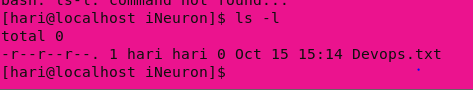 bash: ls-l: command not found...
[hari@localhost iNeuron]$ ls -l
total 0
-r--r--r--. 1 hari hari 0 Oct 15 15:14 Devops.txt
[hari@localhost iNeuron]$